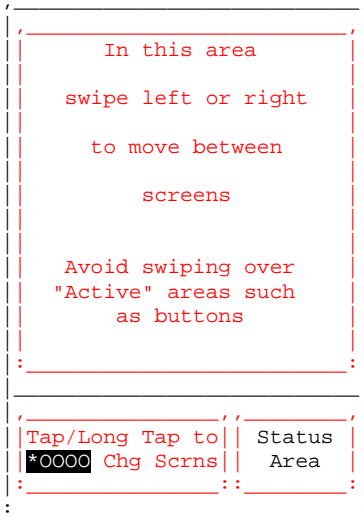 In this area
swipe left or right
to move between
screens
Avoid swiping over
"Active" areas such
as buttons
Tap/Long Tap to
*0000 Chg Scrns
Status
Area